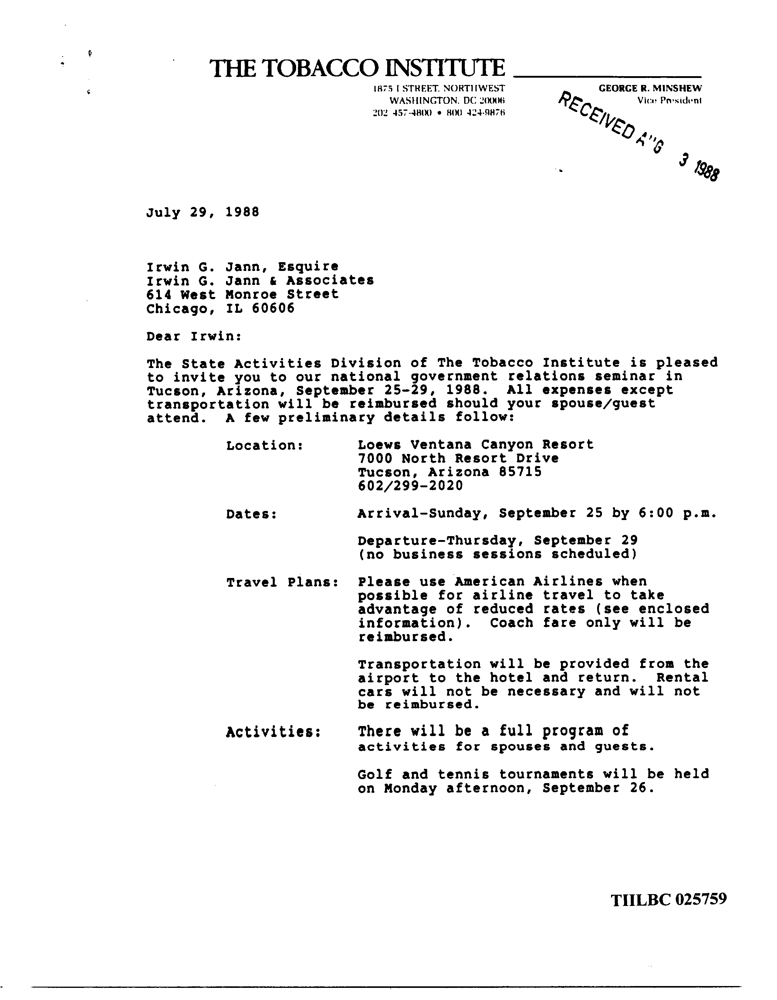 THE TOBACCO INSTITUTE
1875 I STREET, NORTHWEST
WASHINGTON, DC 20006
202 457-4800 • 800 424-9876
GEORGE R. MINSHEW
Vice President
RECEIVED AUG 3 1988
July 29, 1988
Irwin G. Jann, Esquire
Irwin G. Jann & Associates
614 West Monroe Street
Chicago, IL 60606
Dear Irwin:
The State Activities Division of The Tobacco Institute is pleased
to invite you to our national government relations seminar in
Tucson, Arizona, September 25-29, 1988. All expenses except
transportation will be reimbursed should your spouse/guest
attend. A few preliminary details follow:
Location: Loews Ventana Canyon Resort
7000 North Resort Drive
Tucson, Arizona 85715
602/299-2020
Dates: Arrival-Sunday, September 25 by 6:00 p.m.
Departure-Thursday, September 29
(no business sessions scheduled)
Travel Plans: Please use American Airlines when
possible for airline travel to take
advantage of reduced rates (see enclosed
information). Coach fare only will be
reimbursed.
Transportation will be provided from the
airport to the hotel and return. Rental
cars will not be necessary and will not
be reimbursed.
Activities: There will be a full program of
activities for spouses and guests.
Golf and tennis tournaments will be held
on Monday afternoon, September 26.
TIILBC 025759